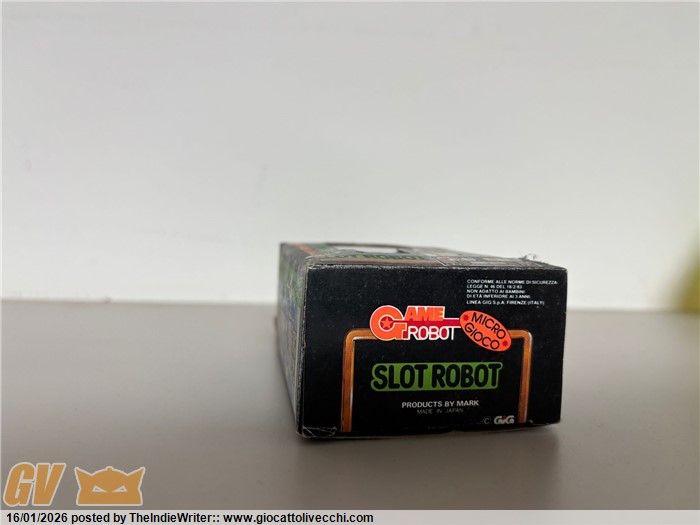 OT ROBOT
CONFORME ALLE NORME DI SICUREZZA
LEGGE N. 46 DEL 18·2·83
NON ADATTO AI BAMBINI
DI ETÀ INFERIORE AI 3 ANNI
LINEA GIG S.p.A. FIRENZE (ITALY)
GAME
ROBOT
MICRO
GIOCO
SLOT ROBOT
PRODUCTS BY MARK
MADE IN JAPAN
© GiG
GV
16/01/2026 posted by TheIndieWriter:: www.giocattolivecchi.com